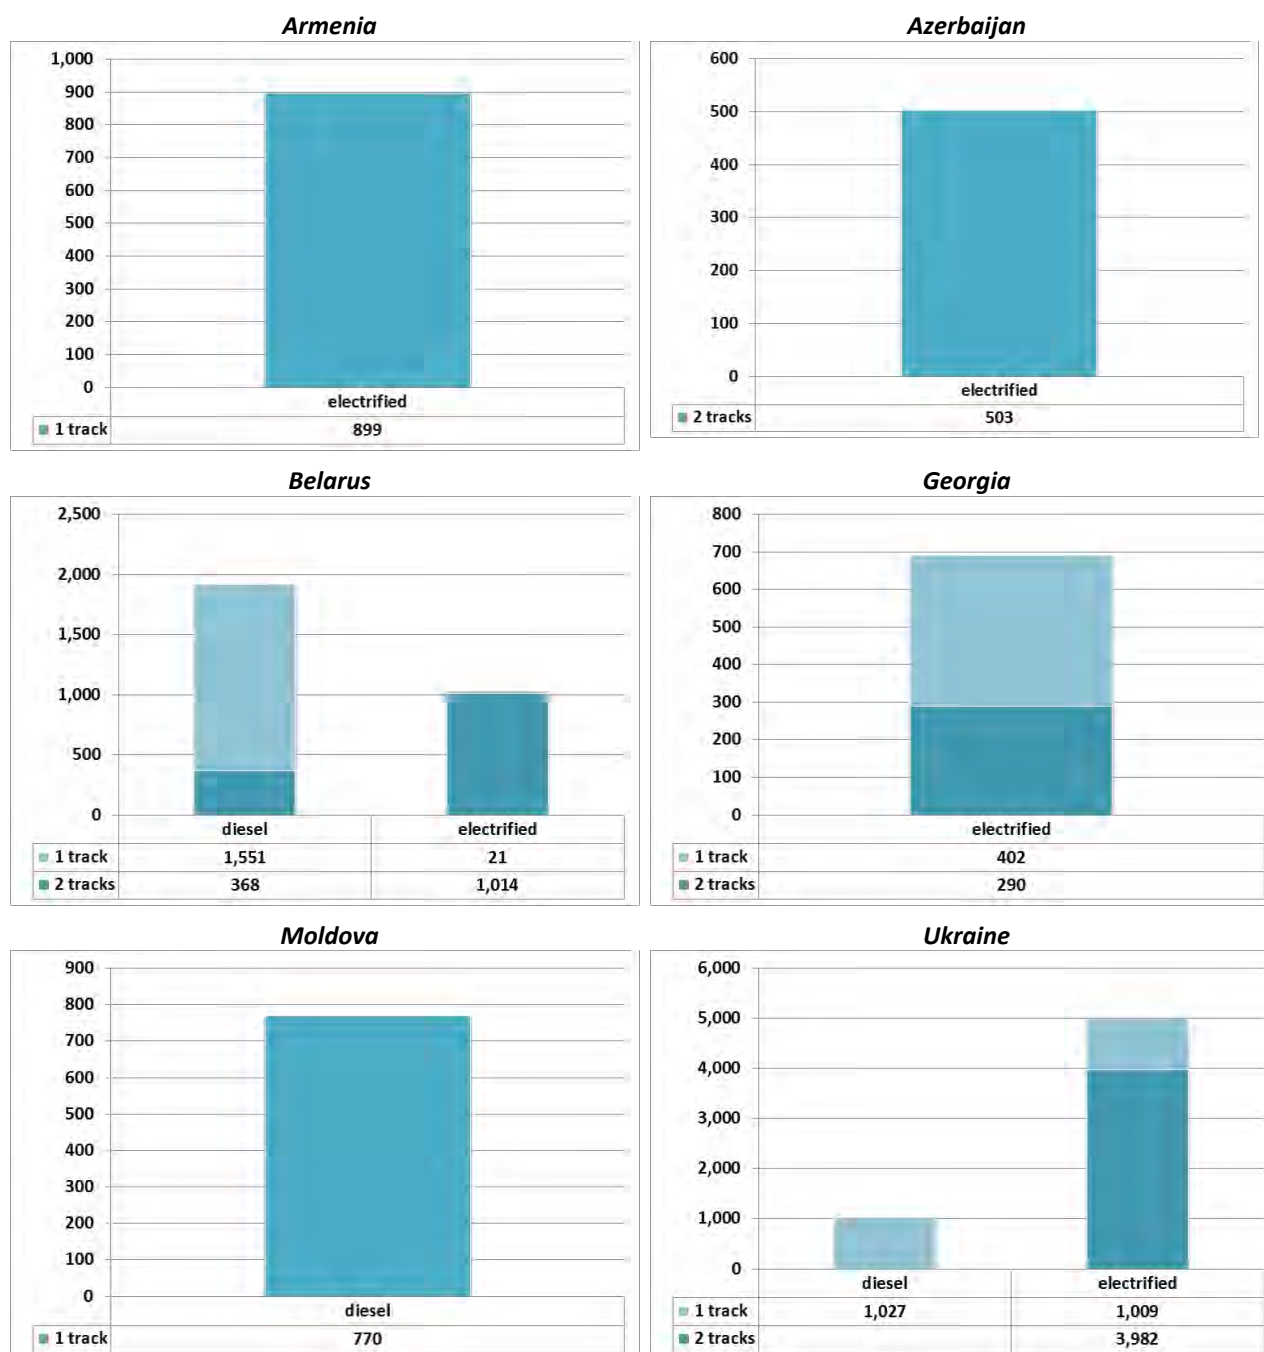 Armenia
1,000
900
800
700
600
500
400
300
200
100
0
electrified
1 track 899
Azerbaijan
600
500
400
300
200
100
0
electrified
2 tracks 503
Belarus
2,500
2,000
1,500
1,000
500
0
diesel electrified
1 track 1,551 21
2 tracks 368 1,014
Georgia
800
700
600
500
400
300
200
100
0
electrified
1 track 402
2 tracks 290
Moldova
900
800
700
600
500
400
300
200
100
0
diesel
1 track 770
Ukraine
6,000
5,000
4,000
3,000
2,000
1,000
0
diesel electrified
1 track 1,027 1,009
2 tracks 3,982